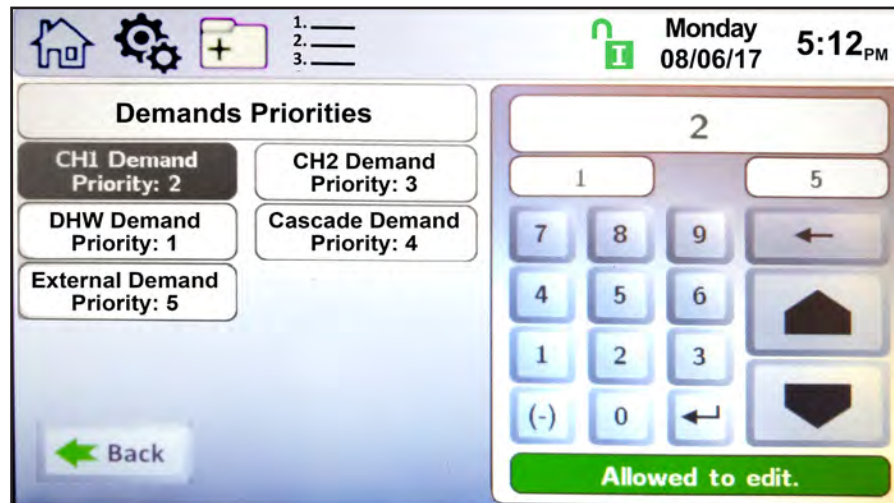 1.
2.
3.
I
Monday
08/06/17
5:12PM
Demands Priorities
CH1 Demand
Priority: 2
CH2 Demand
Priority: 3
DHW Demand
Priority: 1
Cascade Demand
Priority: 4
External Demand
Priority: 5
Back
2
1 5
7 8 9
4 5 6
1 2 3
(-) 0
Allowed to edit.